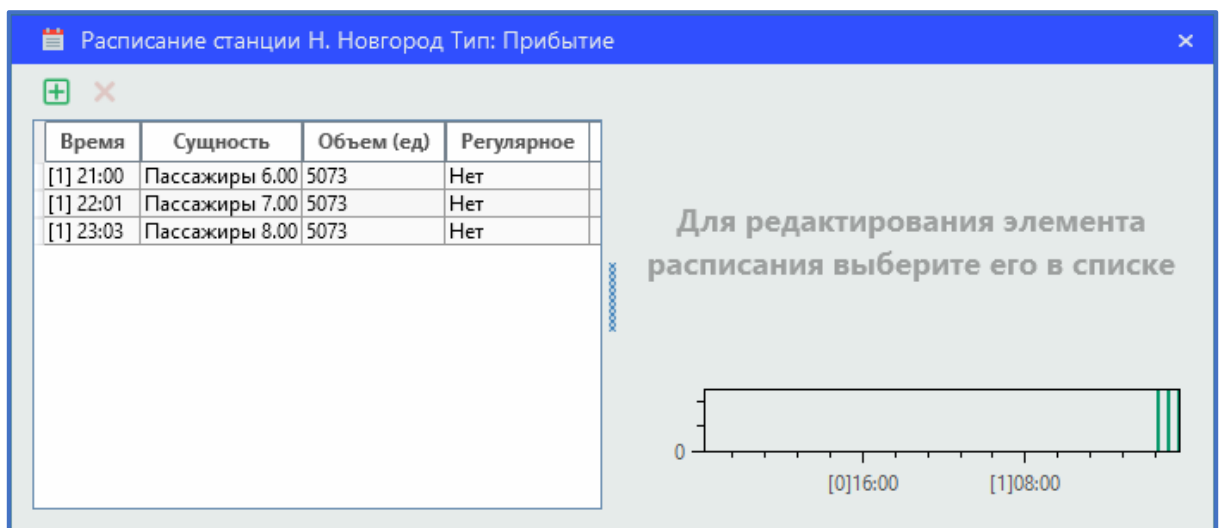 Расписание станции Н. Новгород Тип: Прибытие
Время Сущность Объем (ед) Регулярное
[1] 21:00 Пассажиры 6.00 5073 Нет
[1] 22:01 Пассажиры 7.00 5073 Нет
[1] 23:03 Пассажиры 8.00 5073 Нет
Для редактирования элемента
расписания выберите его в списке
0
[0]16:00 [1]08:00